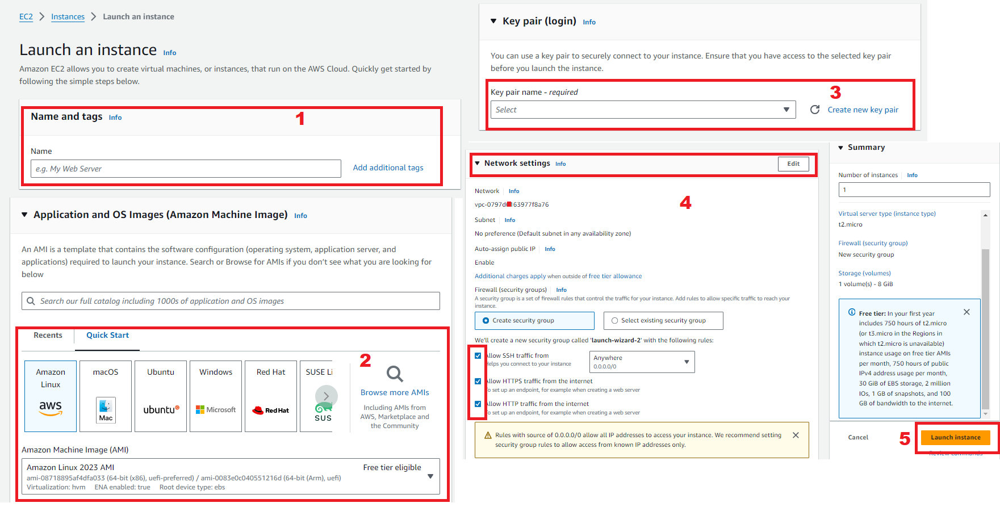 EC2 > Instances > Launch an instance
Launch an instance Info
Amazon EC2 allows you to create virtual machines, or instances, that run on the AWS Cloud. Quickly get started by
following the simple steps below.
Name and tags Info
1
Name
e.g. My Web Server
Add additional tags
Application and OS Images (Amazon Machine Image) Info
An AMI is a template that contains the software configuration (operating system, application server, and
applications) required to launch your instance. Search or Browse for AMIs if you don't see what you are looking for
below
Search our full catalog including 1000s of application and OS images
Recents
Quick Start
2
Amazon
Linux
aws
macOS
Mac
Ubuntu
ubuntu
Windows
Microsoft
Red Hat
Red Hat
SUSE Li
SUS
Browse more AMIs
Including AMIs from
AWS, Marketplace and
the Community
Amazon Machine Image (AMI)
Amazon Linux 2023 AMI
Free tier eligible
ami-08718895af4dfa033 (64-bit (x86), uefi-preferred) / ami-0083e0c040551216d (64-bit (Arm), uefi)
Virtualization: hvm ENA enabled: true Root device type: ebs
Key pair (login) Info
You can use a key pair to securely connect to your instance. Ensure that you have access to the selected key pair
before you launch the instance.
Key pair name - required
3
Select
Create new key pair
Network settings Info
Edit
4
Network Info
Subnet Info
No preference (Default subnet in any availability zone)
Auto-assign public IP Info
Enable
Additional charges apply when outside of free tier allowance
Firewall (security groups) Info
A security group is a set of firewall rules that control the traffic for your instance. Add rules to allow specific traffic to reach your
instance.
Create security group
Select existing security group
We'll create a new security group called 'launch-wizard-2' with the following rules:
Allow SSH traffic from
Helps you connect to your instance
Anywhere
0.0.0.0/0
Allow HTTPS traffic from the internet
To set up an endpoint, for example when creating a web server
Allow HTTP traffic from the internet
To set up an endpoint, for example when creating a web server
Rules with source of 0.0.0.0/0 allow all IP addresses to access your instance. We recommend setting
security group rules to allow access from known IP addresses only.
Summary
Number of instances Info
1
Virtual server type (instance type)
t2.micro
Firewall (security group)
New security group
Storage (volumes)
1 volume(s) - 8 GiB
Free tier: In your first year
includes 750 hours of t2.micro
(or t3.micro in the Regions in
which t2.micro is unavailable)
instance usage on free tier AMIs
per month, 750 hours of public
IPv4 address usage per month,
30 GiB of EBS storage, 2 million
IOs, 1 GB of snapshots, and 100
GB of bandwidth to the internet.
Cancel
5
Launch instance
Review commands